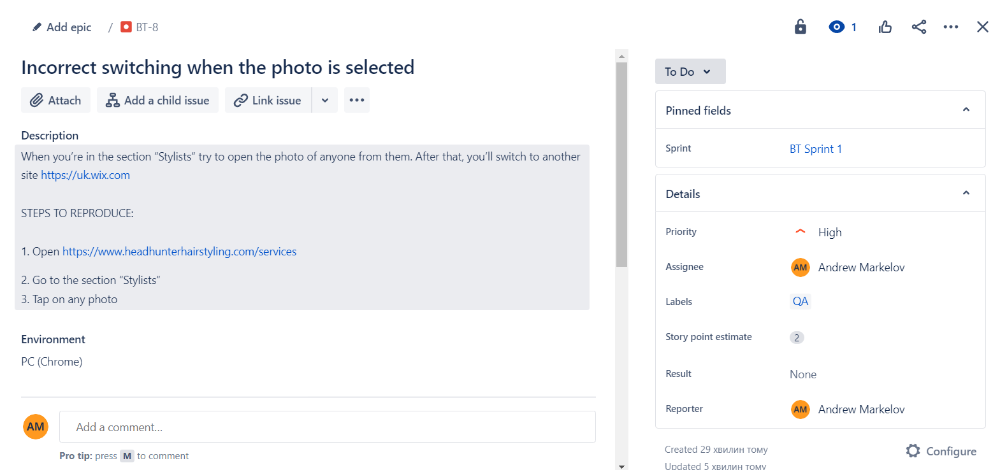 Add epic / BT-8
1
Incorrect switching when the photo is selected
Attach
Add a child issue
Link issue
Description
When you’re in the section “Stylists“ try to open the photo of anyone from them. After that, you’ll switch to another
site https://uk.wix.com
STEPS TO REPRODUCE:
1. Open https://www.headhunterhairstyling.com/services
2. Go to the section “Stylists“
3. Tap on any photo
Environment
PC (Chrome)
AM
Add a comment...
Pro tip: press M to comment
To Do
Pinned fields
Sprint BT Sprint 1
Details
Priority High
Assignee AM Andrew Markelov
Labels QA
Story point estimate 2
Result None
Reporter AM Andrew Markelov
Created 29 хвилин тому
Configure
Updated 5 хвилин тому